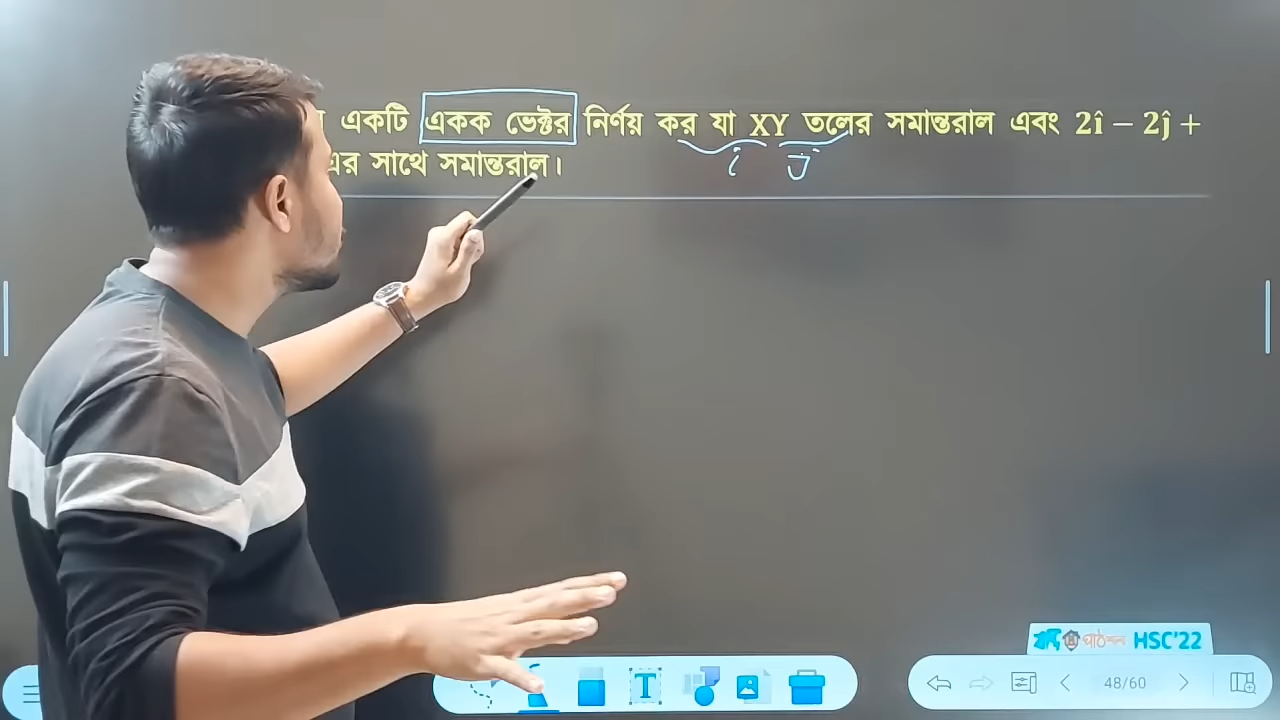 একটি একক ভেক্টর নির্ণয় কর যা XY তলের সমান্তরাল এবং 2î − 2ĵ +
এর সাথে সমান্তরাল।
i j
T
পাঠশালা HSC'22
48/60